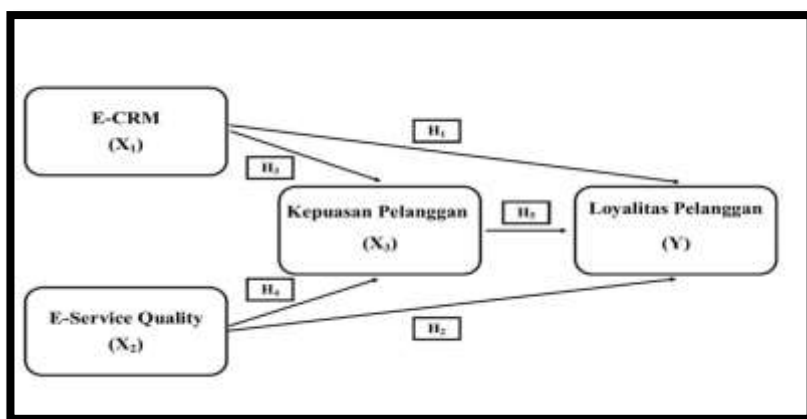 E-CRM
(X₁)
H₁
H₃
Kepuasan Pelanggan
(X₃)
H₅
Loyalitas Pelanggan
(Y)
H₄
E-Service Quality
(X₂)
H₂